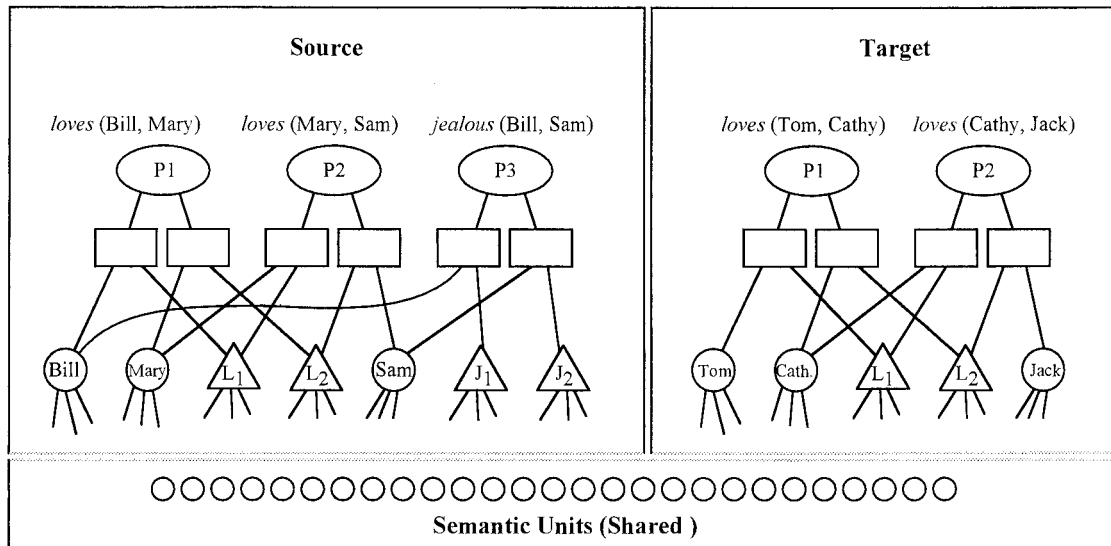 Source
Target
loves (Bill, Mary)
loves (Mary, Sam)
jealous (Bill, Sam)
loves (Tom, Cathy)
loves (Cathy, Jack)
P1
P2
P3
P1
P2
Bill
Mary
L1
L2
Sam
J1
J2
Tom
Cath.
L1
L2
Jack
Semantic Units (Shared )